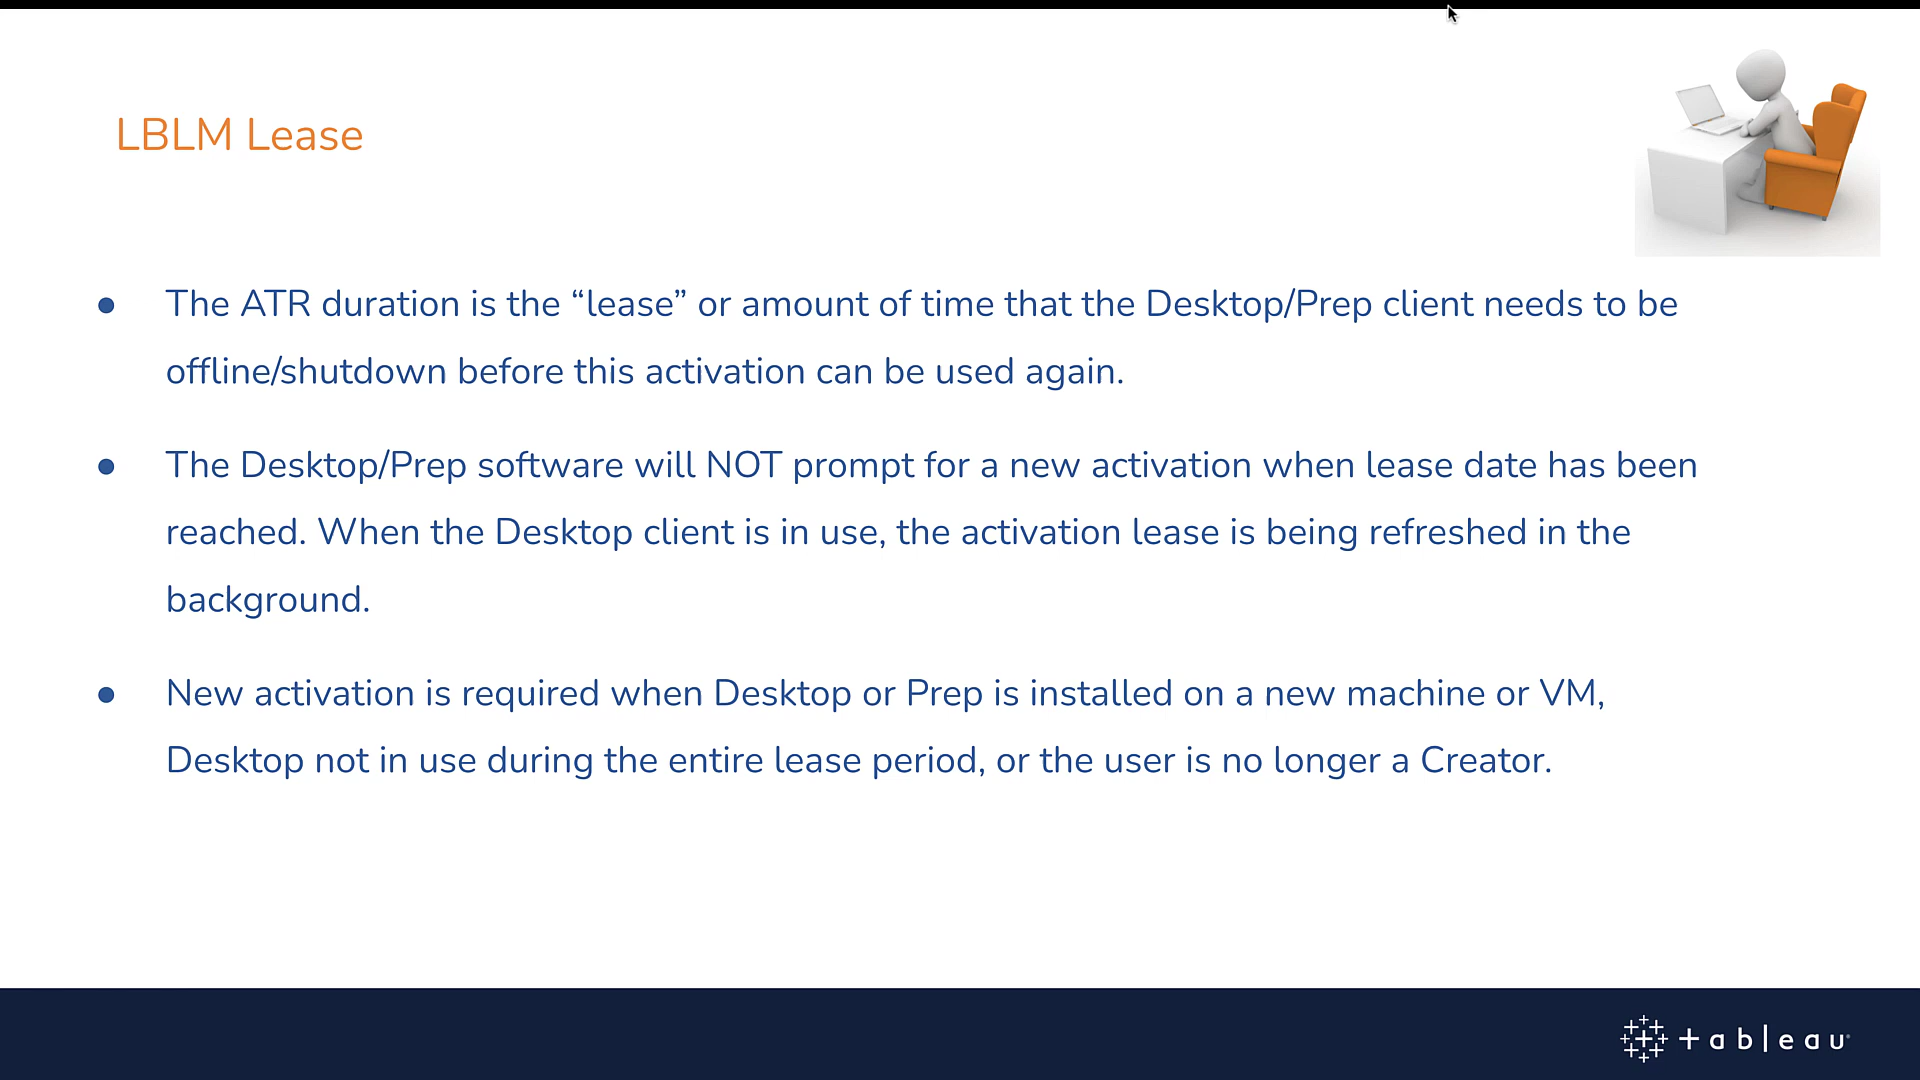 LBLM Lease
● The ATR duration is the “lease” or amount of time that the Desktop/Prep client needs to be
offline/shutdown before this activation can be used again.
● The Desktop/Prep software will NOT prompt for a new activation when lease date has been
reached. When the Desktop client is in use, the activation lease is being refreshed in the
background.
● New activation is required when Desktop or Prep is installed on a new machine or VM,
Desktop not in use during the entire lease period, or the user is no longer a Creator.
+ableau